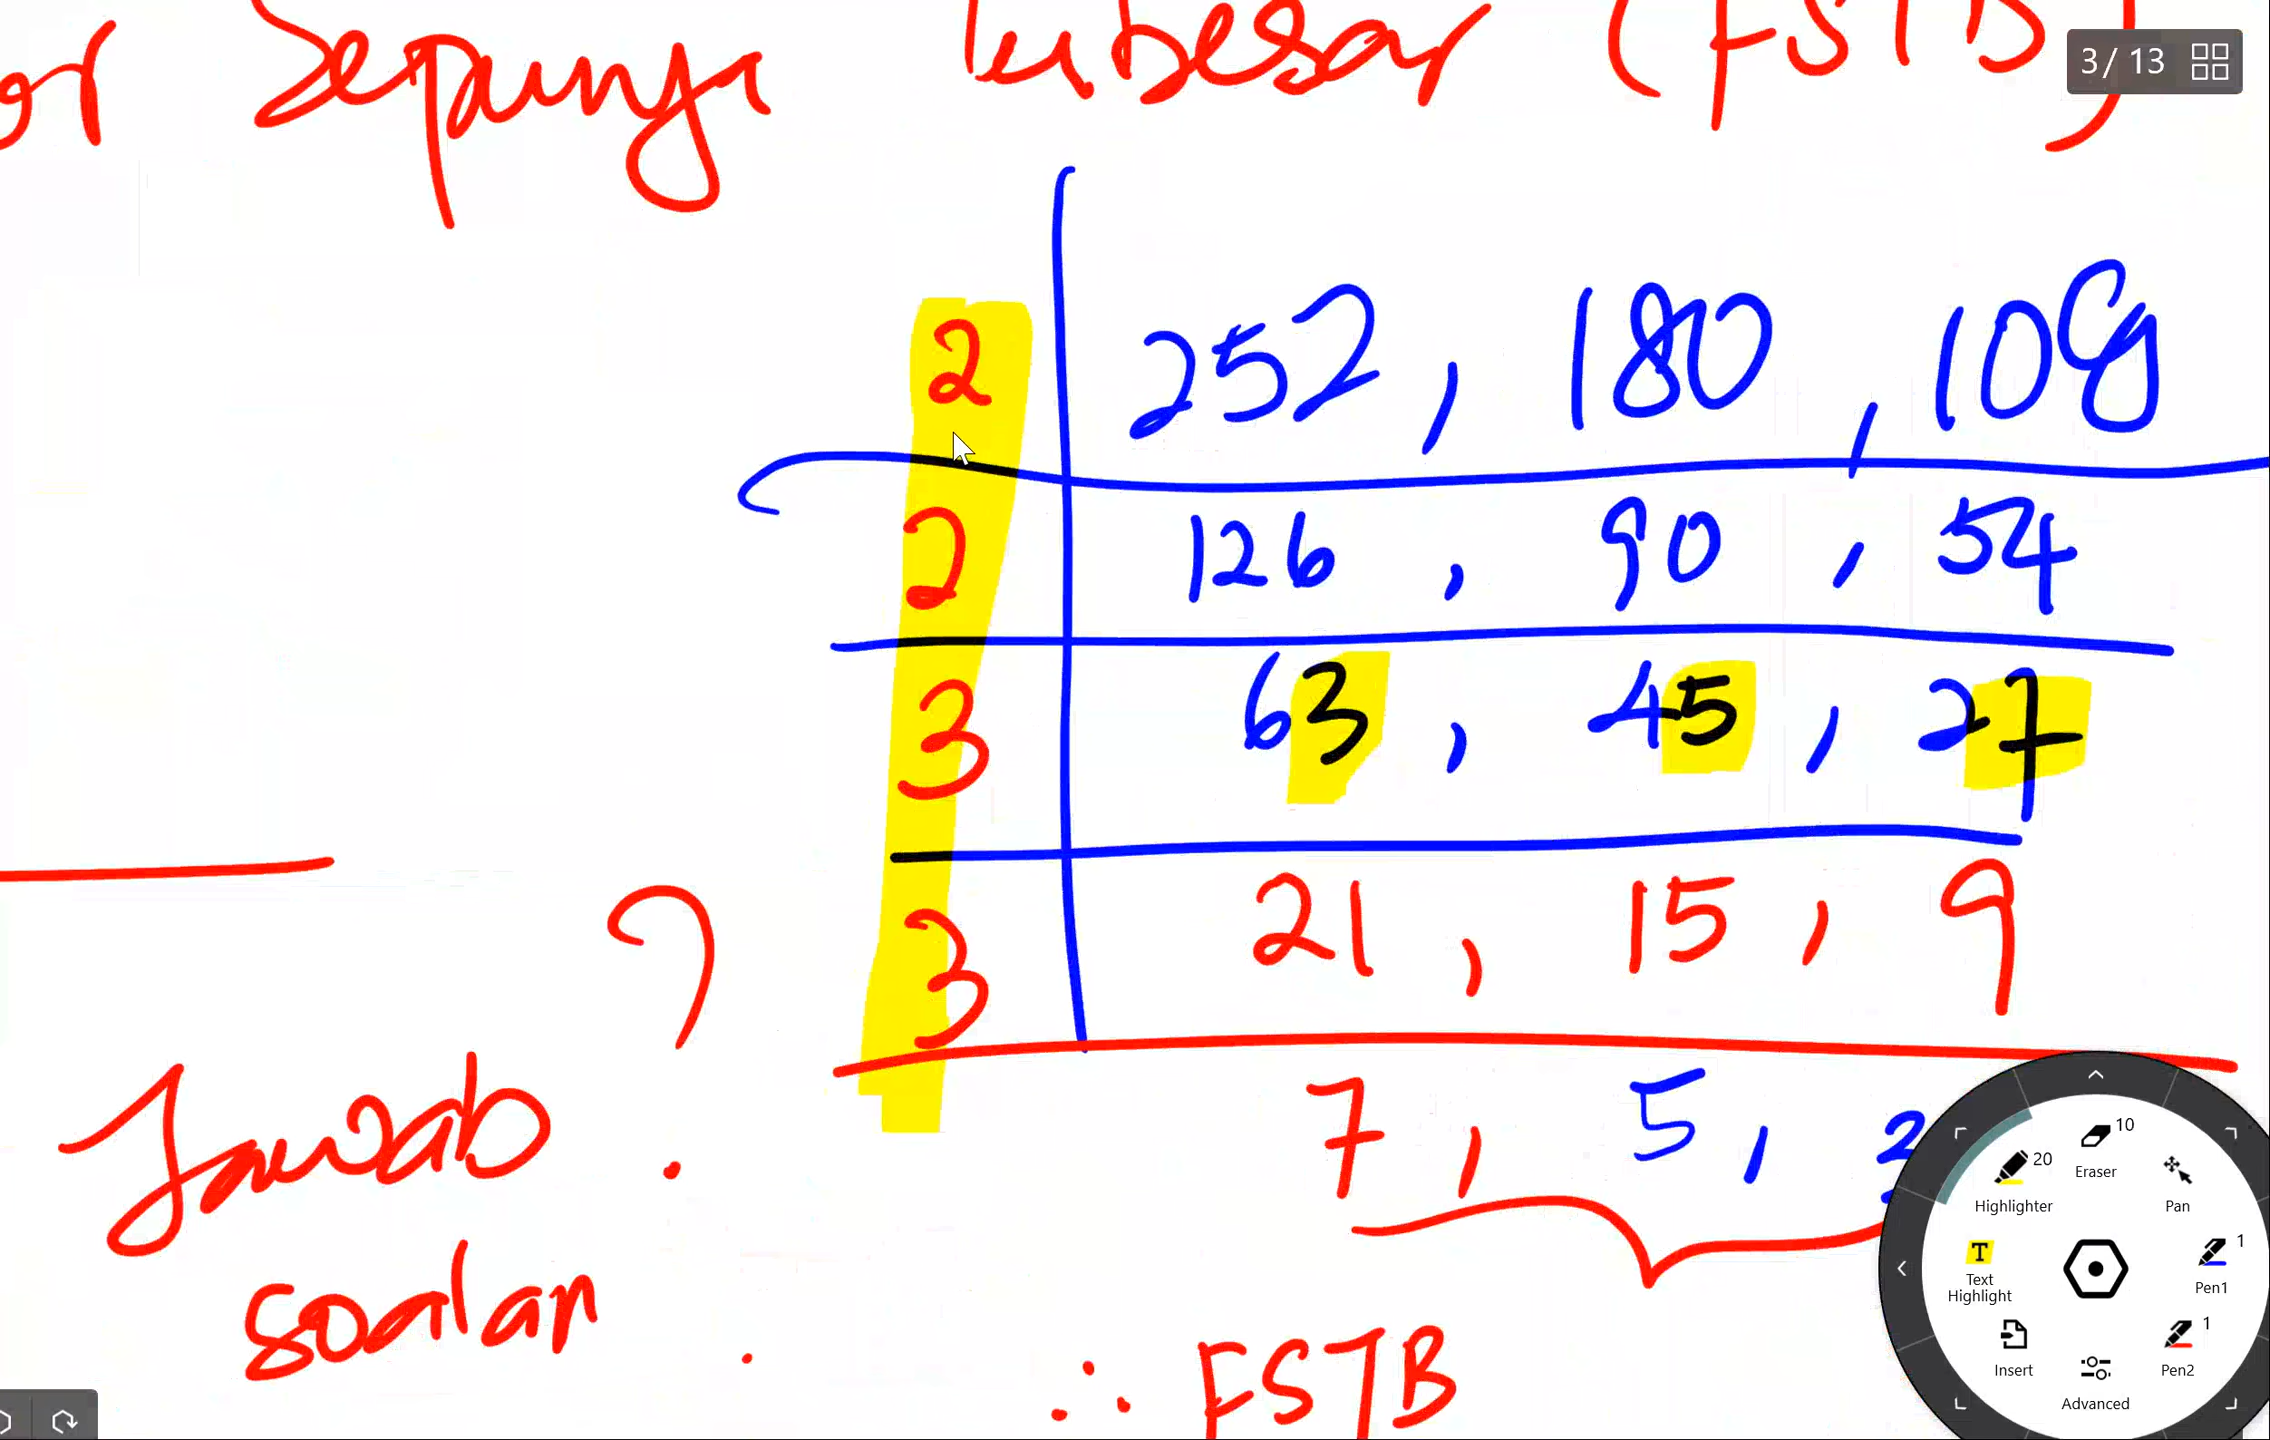 or Sepunya Terbesar (FSTB)
3/ 13
2 252 , 180 , 108
2 126 , 90 , 54
3 63 , 45 , 27
3 21 , 15 , 9
?
7 , 5 ,
Jawab .
soalan .
∴ FSTB
10
Eraser
20
Highlighter
Pan
T
Text
Highlight
1
Pen1
Insert
1
Pen2
Advanced